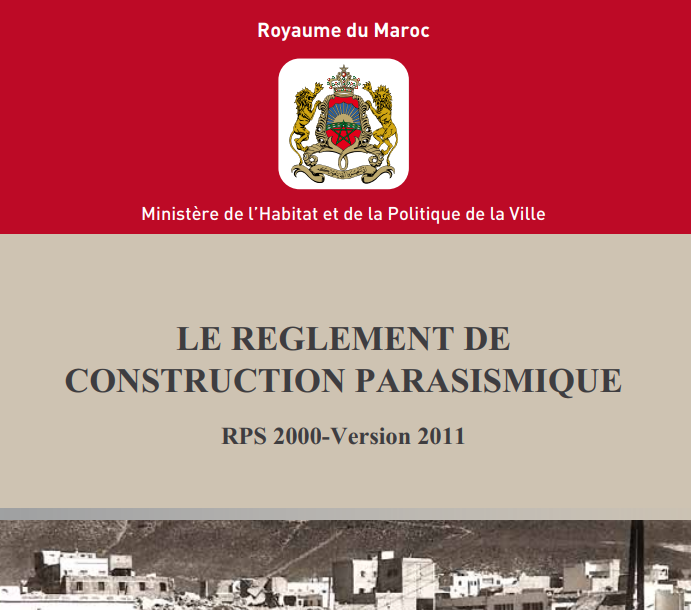 Royaume du Maroc
Ministère de l'Habitat et de la Politique de la Ville
LE REGLEMENT DE
CONSTRUCTION PARASISMIQUE
RPS 2000-Version 2011